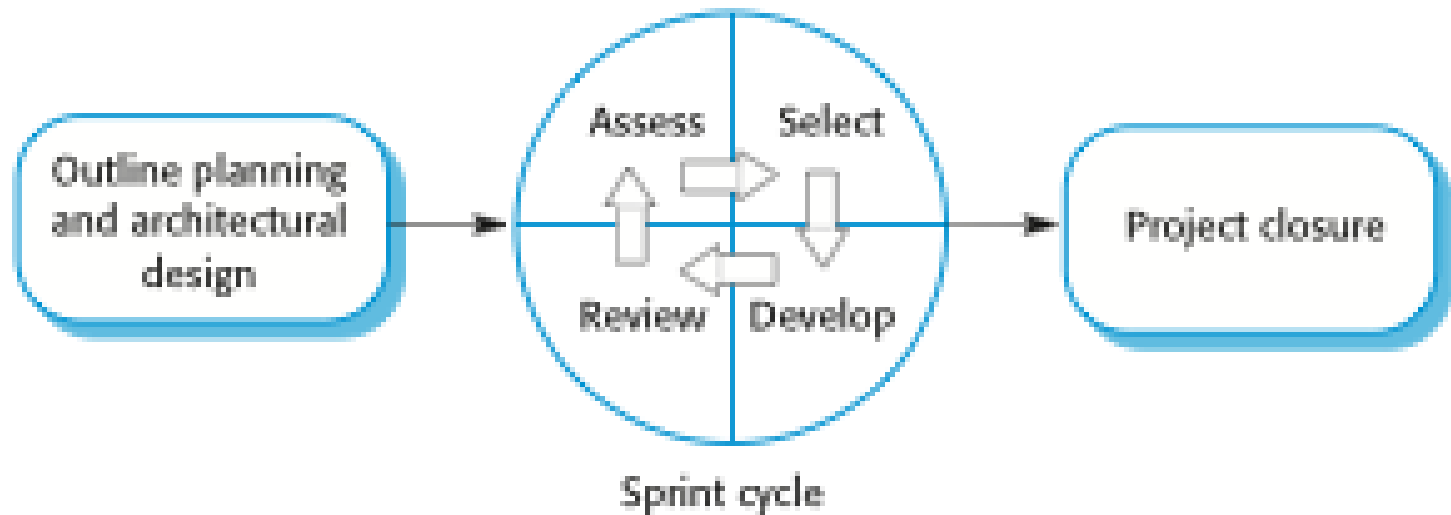 Outline planning
and architectural
design
Assess
Select
Review
Develop
Sprint cycle
Project closure